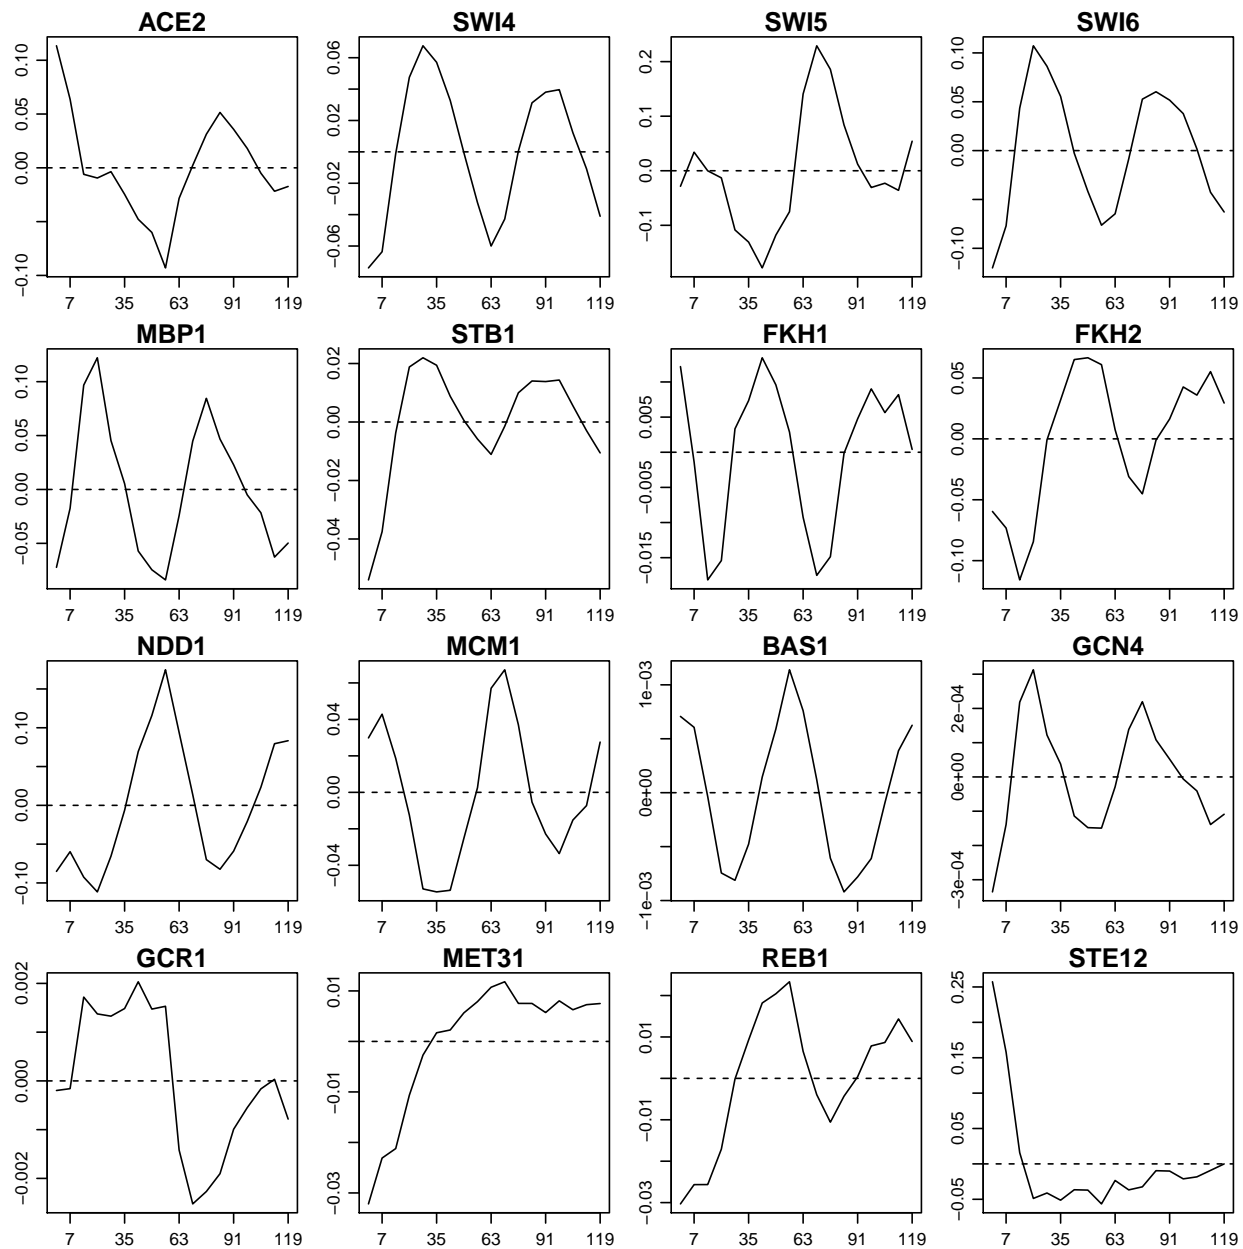 ACE2 SWI4 SWI5 SWI6
0.10 0.05 0.00 −0.10
0.06 0.02 −0.02 −0.06
0.2 0.1 0.0 −0.1
0.10 0.05 0.00 −0.10
7 35 63 91 119 7 35 63 91 119 7 35 63 91 119 7 35 63 91 119
MBP1 STB1 FKH1 FKH2
0.10 0.05 0.00 −0.05
0.02 0.00 −0.02 −0.04
0.005 −0.005 −0.015
0.05 0.00 −0.05 −0.10
7 35 63 91 119 7 35 63 91 119 7 35 63 91 119 7 35 63 91 119
NDD1 MCM1 BAS1 GCN4
0.10 0.00 −0.10
0.04 0.00 −0.04
1e−03 0e+00 −1e−03
2e−04 0e+00 −3e−04
7 35 63 91 119 7 35 63 91 119 7 35 63 91 119 7 35 63 91 119
GCR1 MET31 REB1 STE12
0.002 0.000 −0.002
0.01 −0.01 −0.03
0.01 −0.01 −0.03
0.25 0.15 0.05 −0.05
7 35 63 91 119 7 35 63 91 119 7 35 63 91 119 7 35 63 91 119